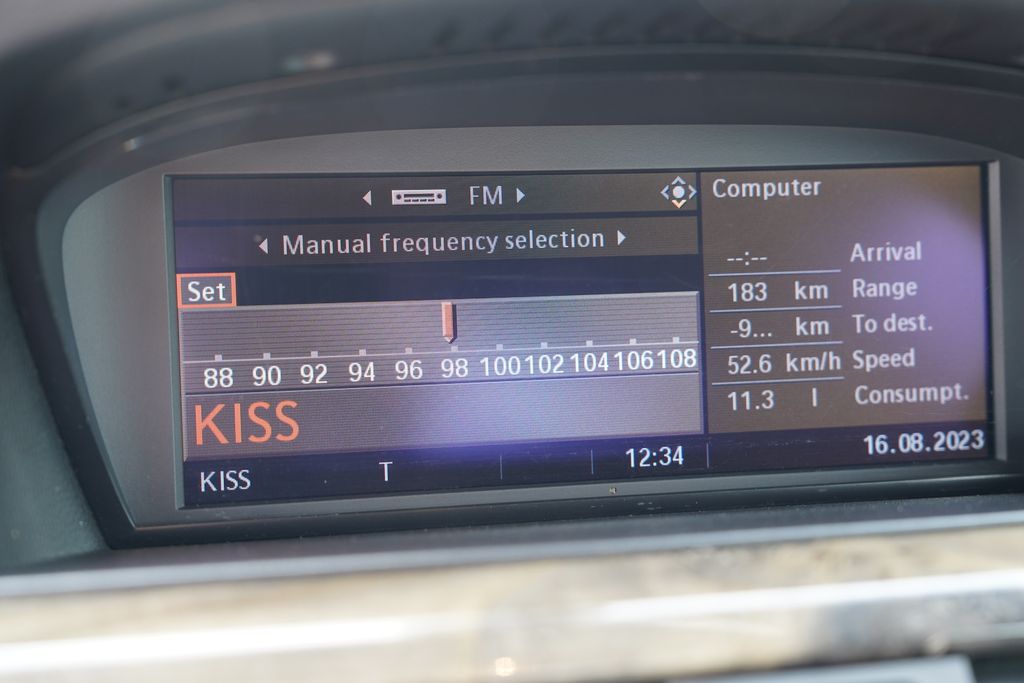 FM
Manual frequency selection
Set
88 90 92 94 96 98 100 102 104 106 108
KISS
KISS T 12:34
Computer
--:-- Arrival
183 km Range
-9... km To dest.
52.6 km/h Speed
11.3 l Consumpt.
16.08.2023